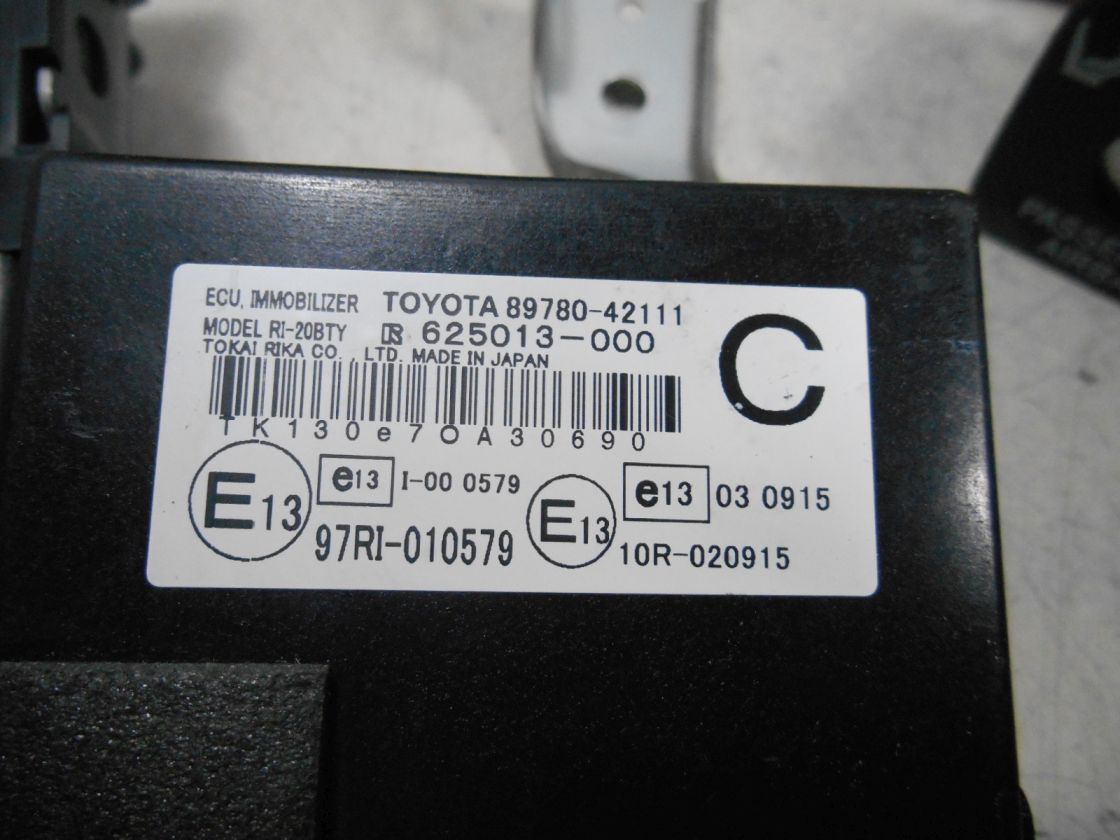 ECU, IMMOBILIZER TOYOTA 89780-42111
MODEL RI-20BTY 625013-000
TOKAI RIKA CO., LTD. MADE IN JAPAN
C
TK130e70A30690
E13 e13 I-00 0579
97RI-010579
E13 e13 03 0915
10R-020915